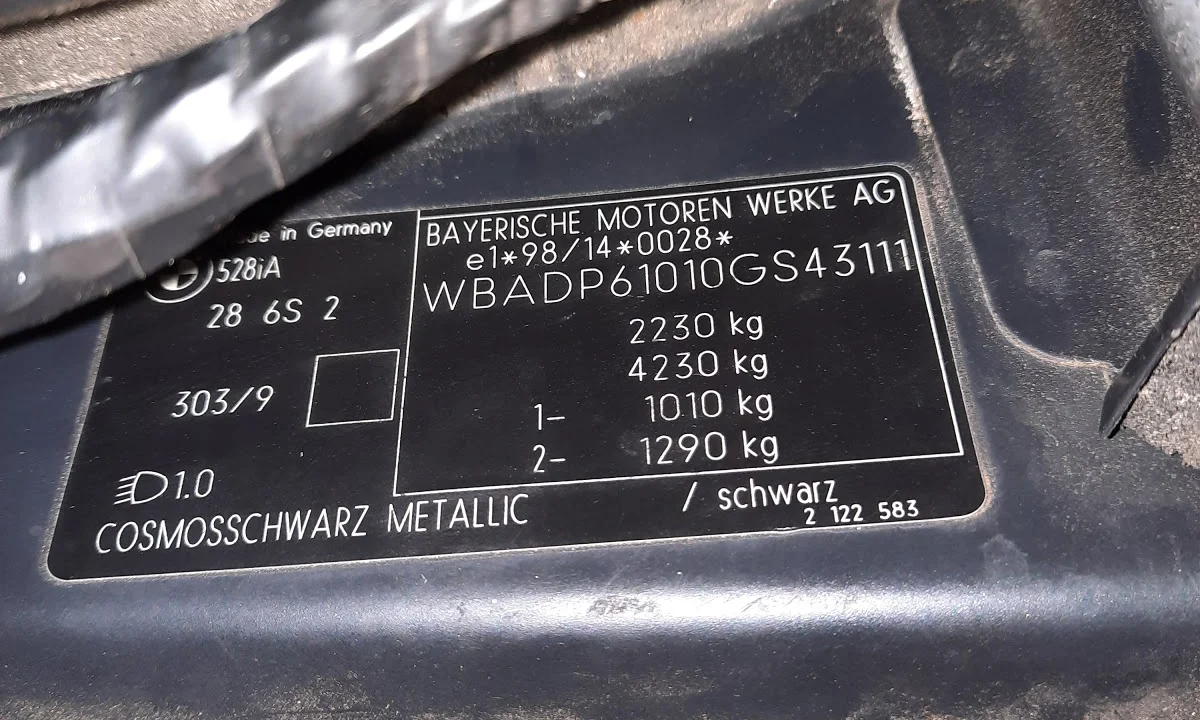 in Germany
528iA
28 6S 2
303/9
1.0
BAYERISCHE MOTOREN WERKE AG
e1*98/14*0028*
WBADP61010GS43111
2230 kg
4230 kg
1- 1010 kg
2- 1290 kg
COSMOSSCHWARZ METALLIC / schwarz
2 122 583